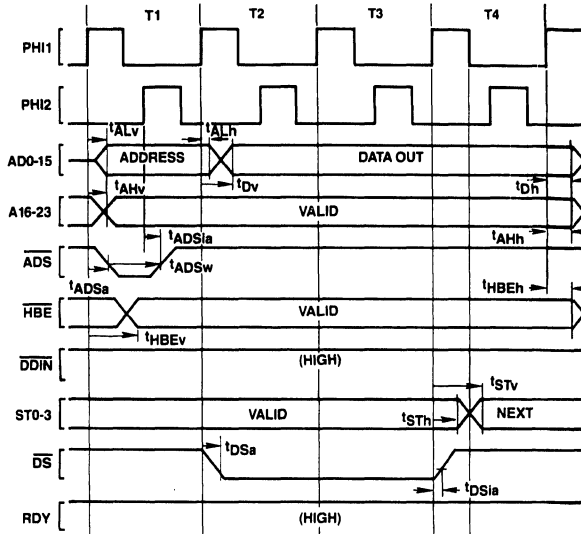 T1 T2 T3 T4
PHI1
PHI2
tALv tALh
AD0-15 ADDRESS DATA OUT
tAHv tDv tDh
A16-23 VALID
tADSia tAHh
ADS
tADSw
tADSa tHBEh
HBE VALID
tHBEv
DDIN (HIGH)
tSTv
ST0-3 VALID tSTh NEXT
DS tDSa
tDSia
RDY (HIGH)